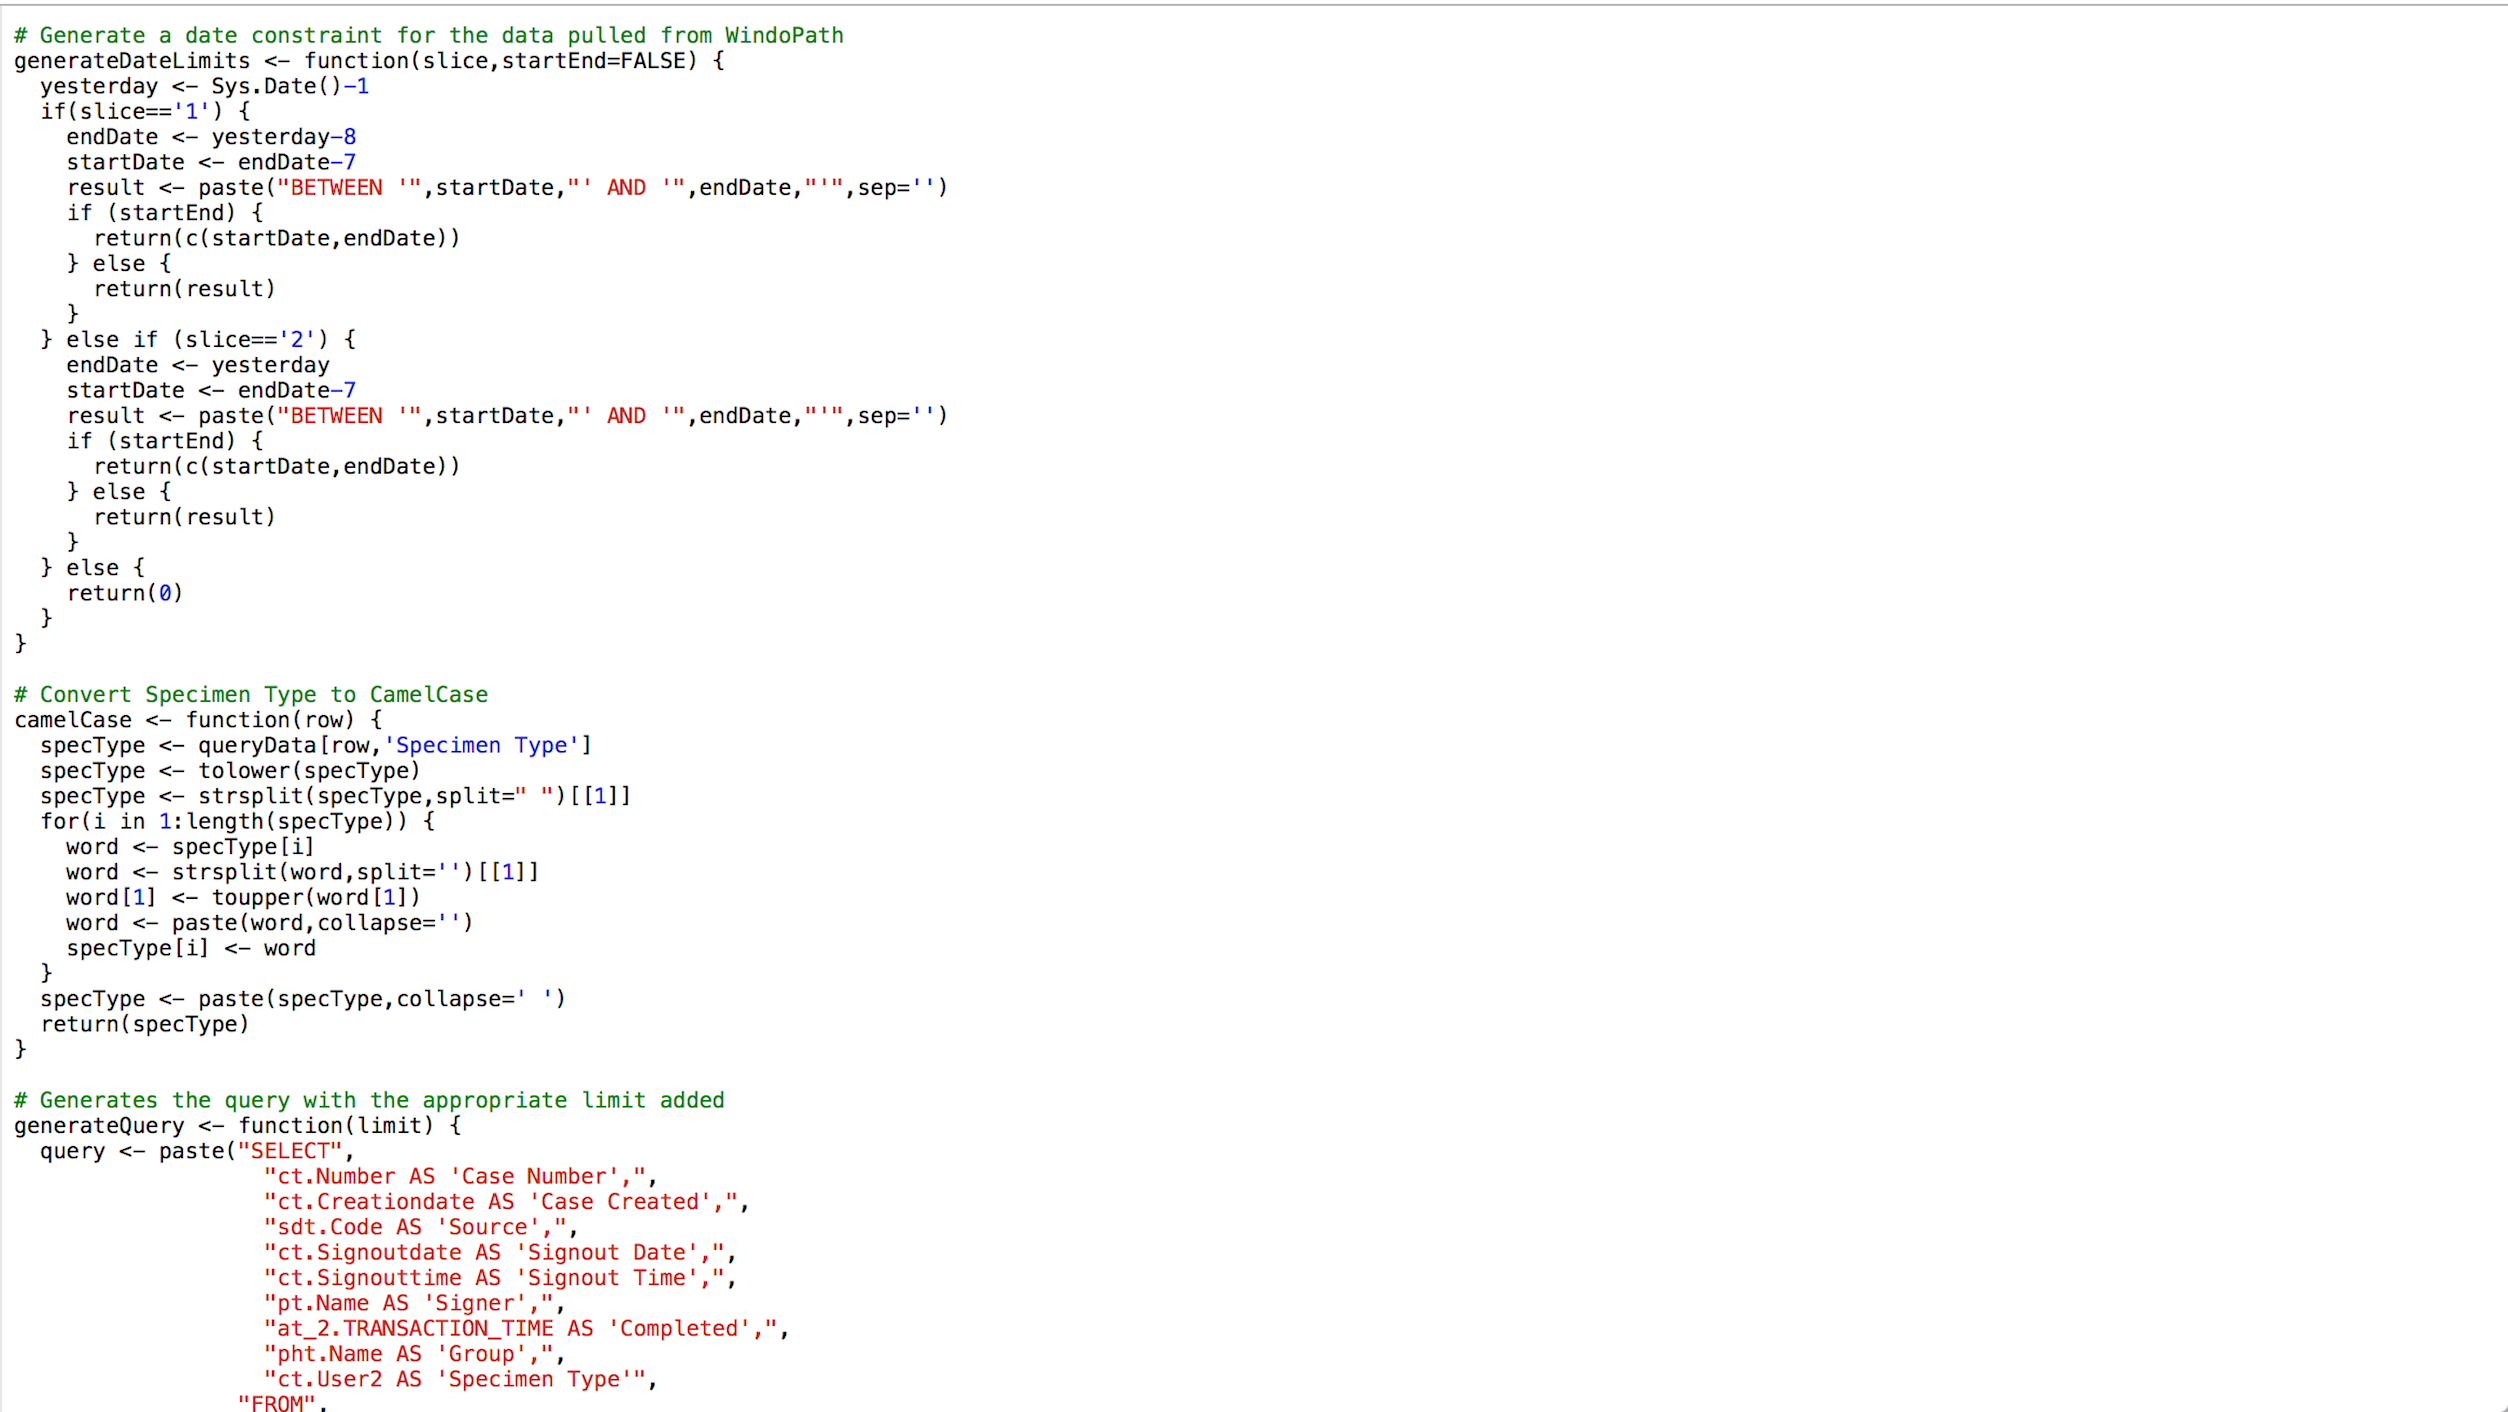 # Generate a date constraint for the data pulled from WindoPath
generateDateLimits <- function(slice,startEnd=FALSE) {
  yesterday <- Sys.Date()-1
  if(slice=='1') {
    endDate <- yesterday-8
    startDate <- endDate-7
    result <- paste("BETWEEN '",startDate,"' AND '",endDate,"'",sep='')
    if (startEnd) {
      return(c(startDate,endDate))
    } else {
      return(result)
    }
  } else if (slice=='2') {
    endDate <- yesterday
    startDate <- endDate-7
    result <- paste("BETWEEN '",startDate,"' AND '",endDate,"'",sep='')
    if (startEnd) {
      return(c(startDate,endDate))
    } else {
      return(result)
    }
  } else {
    return(0)
  }
}

# Convert Specimen Type to CamelCase
camelCase <- function(row) {
  specType <- queryData[row,'Specimen Type']
  specType <- tolower(specType)
  specType <- strsplit(specType,split=" ")[[1]]
  for(i in 1:length(specType)) {
    word <- specType[i]
    word <- strsplit(word,split='')[[1]]
    word[1] <- toupper(word[1])
    word <- paste(word,collapse='')
    specType[i] <- word
  }
  specType <- paste(specType,collapse=' ')
  return(specType)
}

# Generates the query with the appropriate limit added
generateQuery <- function(limit) {
  query <- paste("SELECT",
                   "ct.Number AS 'Case Number',",
                   "ct.Creationdate AS 'Case Created',",
                   "sdt.Code AS 'Source',",
                   "ct.Signoutdate AS 'Signout Date',",
                   "ct.Signouttime AS 'Signout Time',",
                   "pt.Name AS 'Signer',",
                   "at_2.TRANSACTION_TIME AS 'Completed',",
                   "pht.Name AS 'Group',",
                   "ct.User2 AS 'Specimen Type'",
                 "FROM",